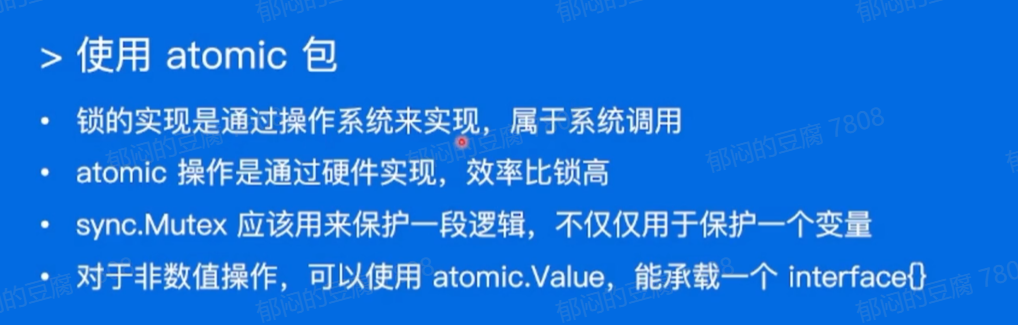 > 使用 atomic 包
• 锁的实现是通过操作系统来实现，属于系统调用
• atomic 操作是通过硬件实现，效率比锁高
• sync.Mutex 应该用来保护一段逻辑，不仅仅用于保护一个变量
• 对于非数值操作，可以使用 atomic.Value，能承载一个 interface{}
郁闷的豆腐 7808